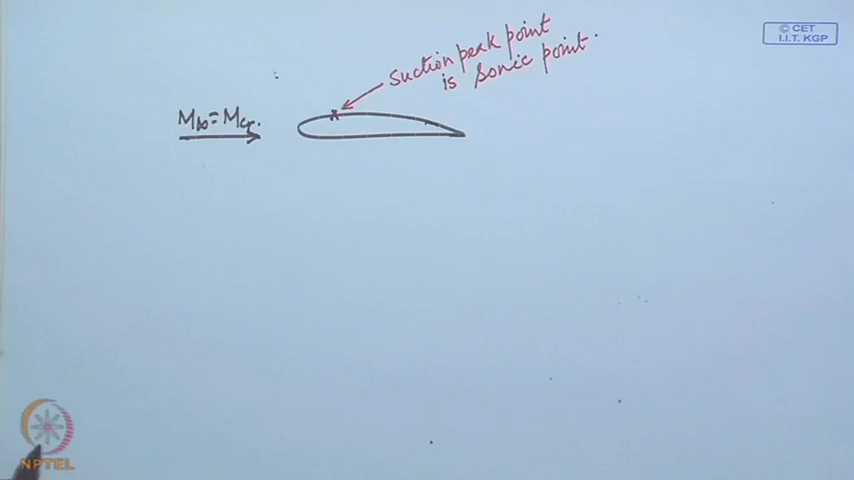 Suction peak point
is Sonic point.
M∞ = Mcr.
© CET
I.I.T. KGP
NPTEL